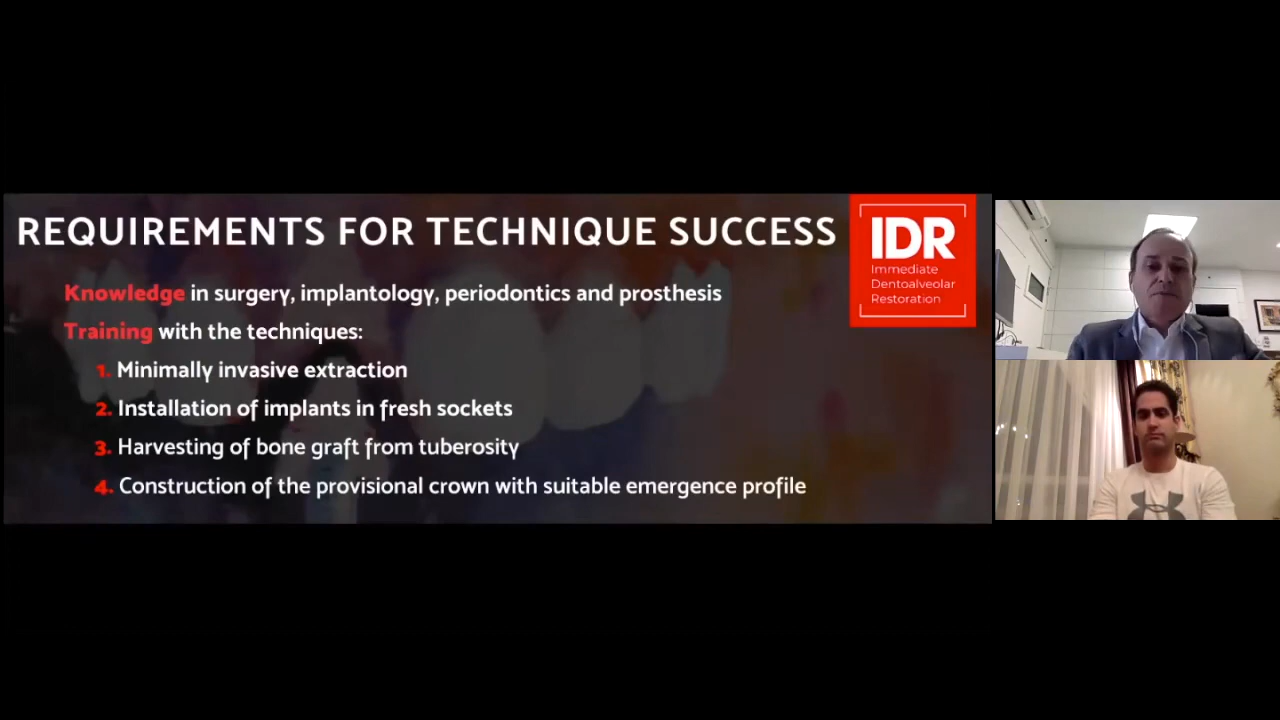 REQUIREMENTS FOR TECHNIQUE SUCCESS
IDR
Immediate
Dentoalveolar
Restoration
Knowledge in surgery, implantology, periodontics and prosthesis
Training with the techniques:
1. Minimally invasive extraction
2. Installation of implants in fresh sockets
3. Harvesting of bone graft from tuberosity
4. Construction of the provisional crown with suitable emergence profile